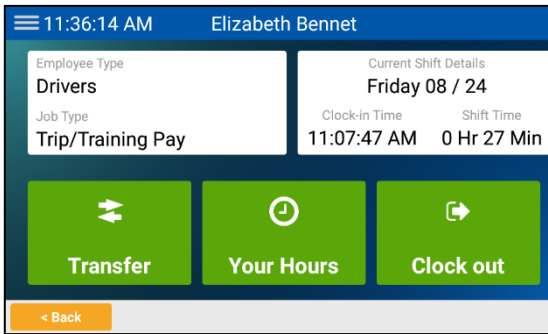 11:36:14 AM Elizabeth Bennet
Employee Type
Drivers
Job Type
Trip/Training Pay
Current Shift Details
Friday 08 / 24
Clock-in Time Shift Time
11:07:47 AM 0 Hr 27 Min
Transfer Your Hours Clock out
< Back